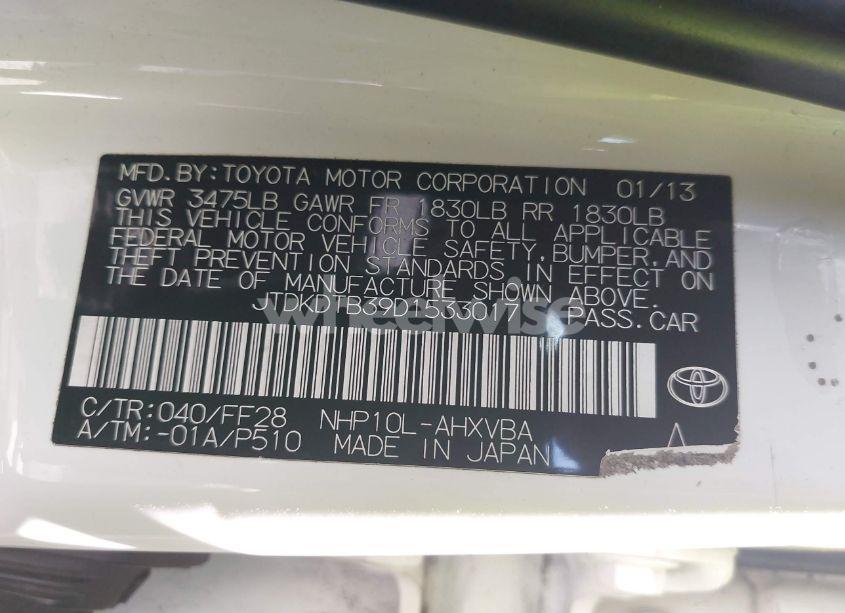 MFD.BY:TOYOTA MOTOR CORPORATION 01/13
GVWR 3475LB GAWR FR 1830LB RR 1830LB
THIS VEHICLE CONFORMS TO ALL APPLICABLE
FEDERAL MOTOR VEHICLE SAFETY,BUMPER,AND
THEFT PREVENTION STANDARDS IN EFFECT ON
THE DATE OF MANUFACTURE SHOWN ABOVE.
JTDKDTB39D1533017 PASS.CAR
wheelwise
C/TR:040/FF28 NHP10L-AHXVBA
A/TM:-01A/P510 MADE IN JAPAN